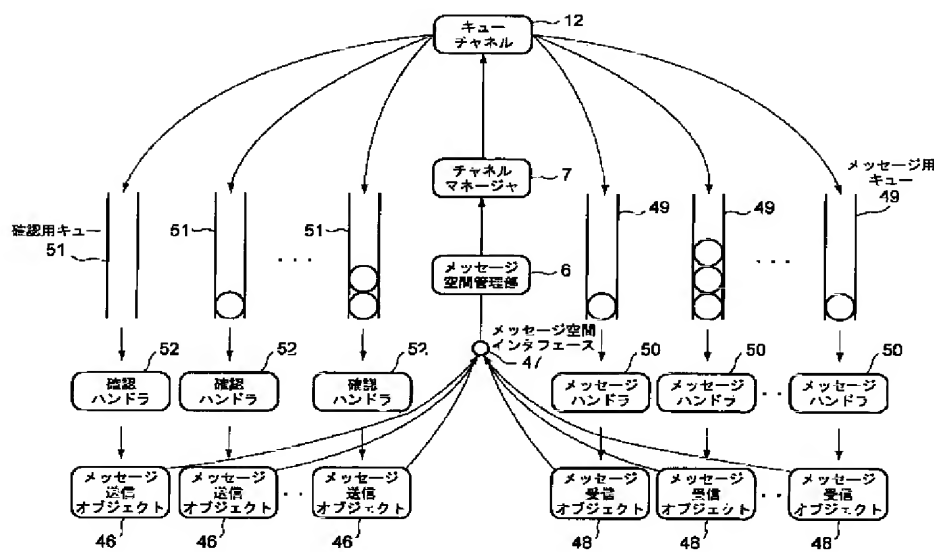 キュー
チャネル
12
チャネル
マネージャ
7
メッセージ用
キュー
49
49
49
確認用キュー
51
51
51
・・・
・・・
メッセージ
空間管理部
6
メッセージ空間
インタフェース
47
52
52
52
50
50
50
確認
ハンドラ
確認
ハンドラ
確認
ハンドラ
メッセージ
ハンドラ
メッセージ
ハンドラ
・・
メッセージ
ハンドラ
メッセージ
送信
オブジェクト
メッセージ
送信
オブジェクト
・・
メッセージ
送信
オブジェクト
メッセージ
受信
オブジェクト
メッセージ
受信
オブジェクト
・・
メッセージ
受信
オブジェクト
46
46
46
48
48
48